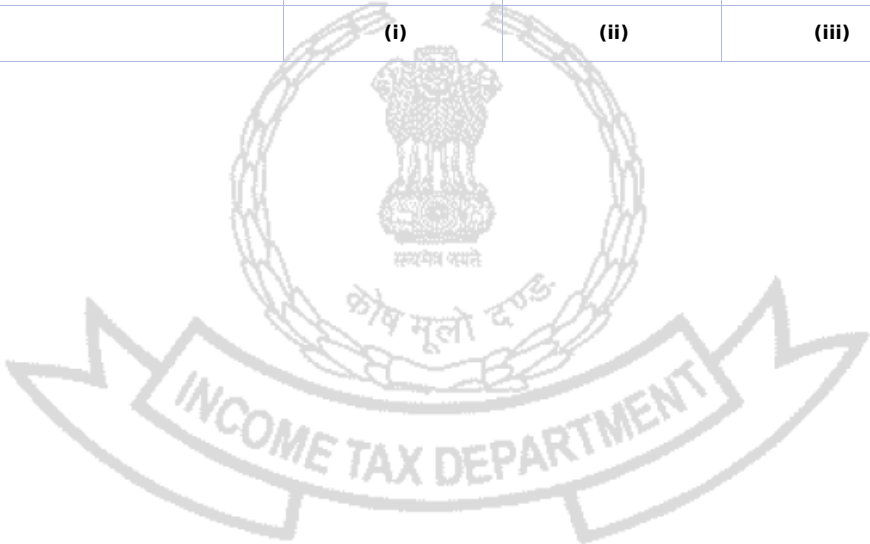 (i) (ii) (iii)
सत्यमेव जयते
कोष मूलो दण्ड
INCOME TAX DEPARTMENT